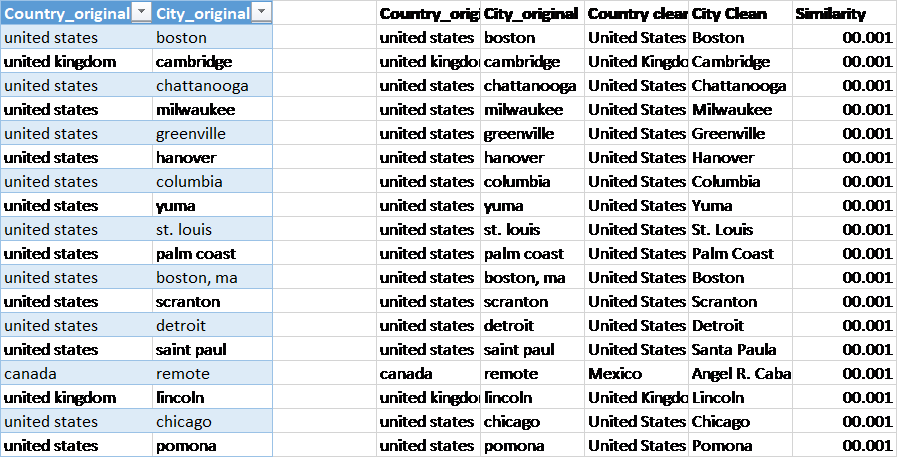 Country_original City_original Country_orig City_original Country clean City Clean Similarity
united states boston united states boston United States Boston 00.001
united kingdom cambridge united kingdo cambridge United Kingdo Cambridge 00.001
united states chattanooga united states chattanooga United States Chattanooga 00.001
united states milwaukee united states milwaukee United States Milwaukee 00.001
united states greenville united states greenville United States Greenville 00.001
united states hanover united states hanover United States Hanover 00.001
united states columbia united states columbia United States Columbia 00.001
united states yuma united states yuma United States Yuma 00.001
united states st. louis united states st. louis United States St. Louis 00.001
united states palm coast united states palm coast United States Palm Coast 00.001
united states boston, ma united states boston, ma United States Boston 00.001
united states scranton united states scranton United States Scranton 00.001
united states detroit united states detroit United States Detroit 00.001
united states saint paul united states saint paul United States Santa Paula 00.001
canada remote canada remote Mexico Angel R. Caba 00.001
united kingdom lincoln united kingdo lincoln United Kingdo Lincoln 00.001
united states chicago united states chicago United States Chicago 00.001
united states pomona united states pomona United States Pomona 00.001